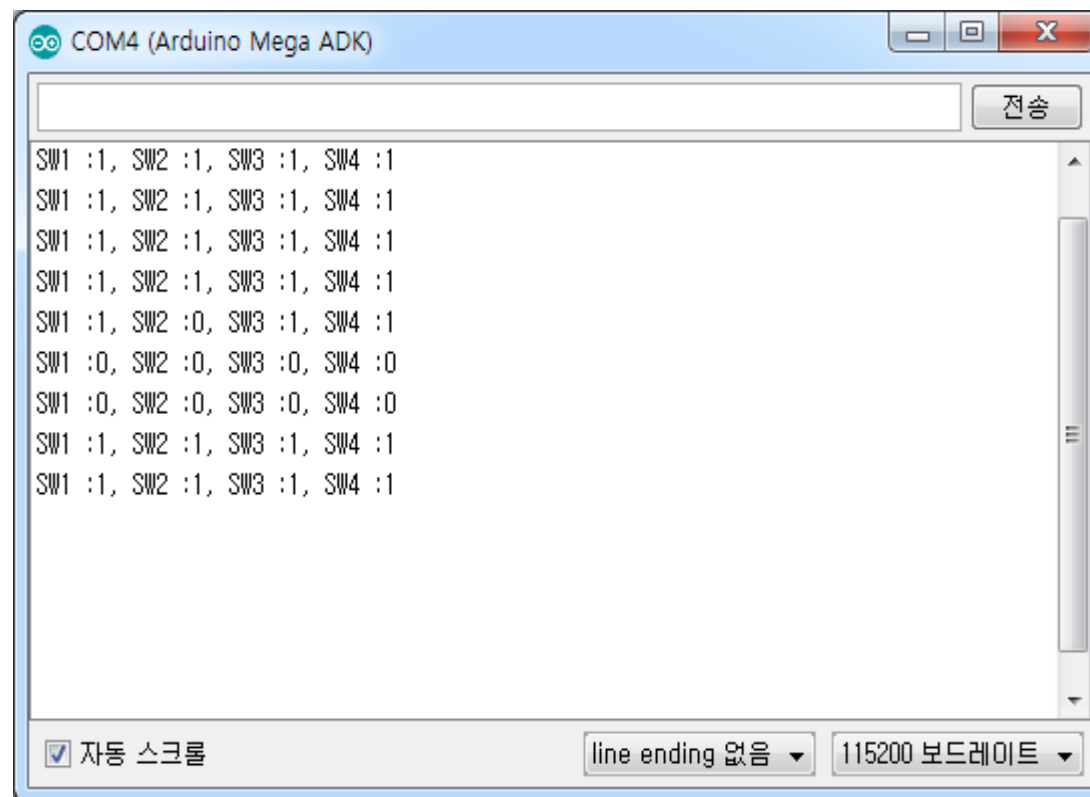 COM4 (Arduino Mega ADK)
전송
SW1 :1, SW2 :1, SW3 :1, SW4 :1
SW1 :1, SW2 :1, SW3 :1, SW4 :1
SW1 :1, SW2 :1, SW3 :1, SW4 :1
SW1 :1, SW2 :1, SW3 :1, SW4 :1
SW1 :1, SW2 :0, SW3 :1, SW4 :1
SW1 :0, SW2 :0, SW3 :0, SW4 :0
SW1 :0, SW2 :0, SW3 :0, SW4 :0
SW1 :1, SW2 :1, SW3 :1, SW4 :1
SW1 :1, SW2 :1, SW3 :1, SW4 :1
자동 스크롤 line ending 없음 115200 보드레이트